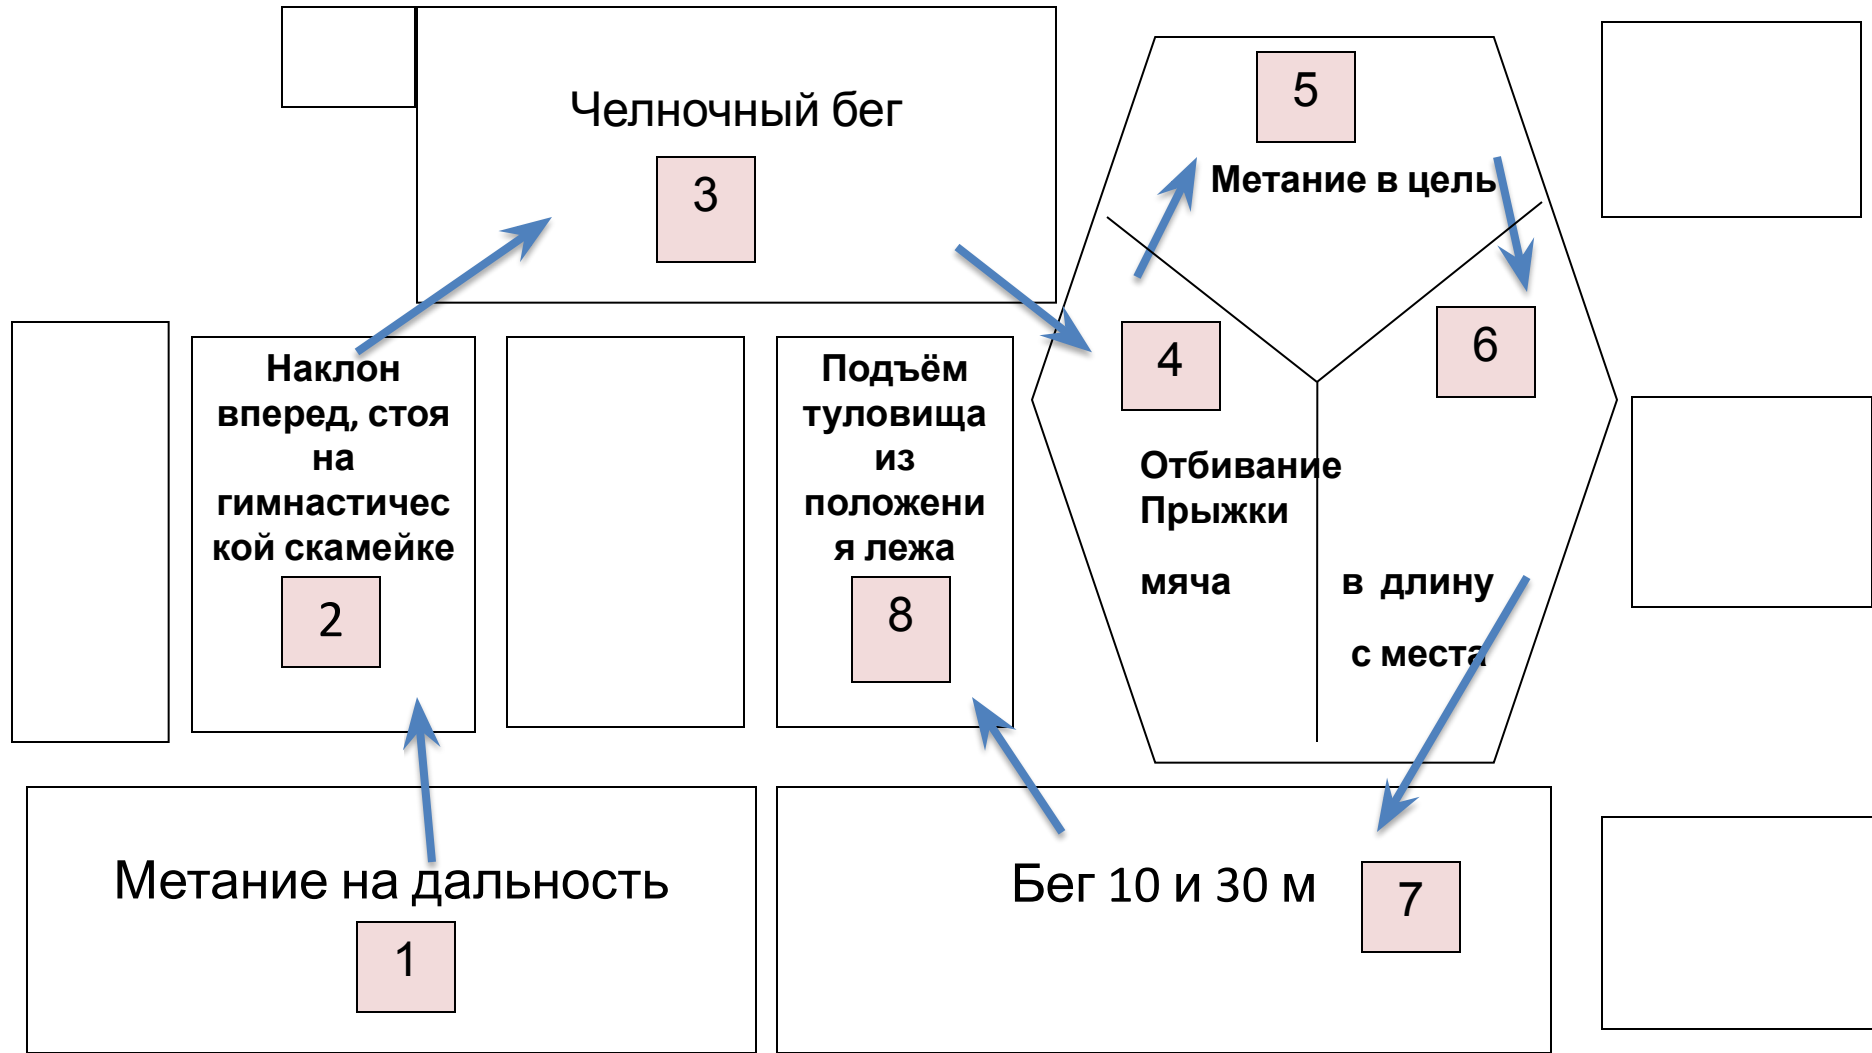 Челночный бег
3
5
Метание в цель
4
6
Наклон
вперед, стоя
на
гимнастичес
кой скамейке
2
Подъём
туловища
из
положени
я лежа
8
Отбивание
Прыжки
мяча в длину
с места
Метание на дальность
1
Бег 10 и 30 м
7